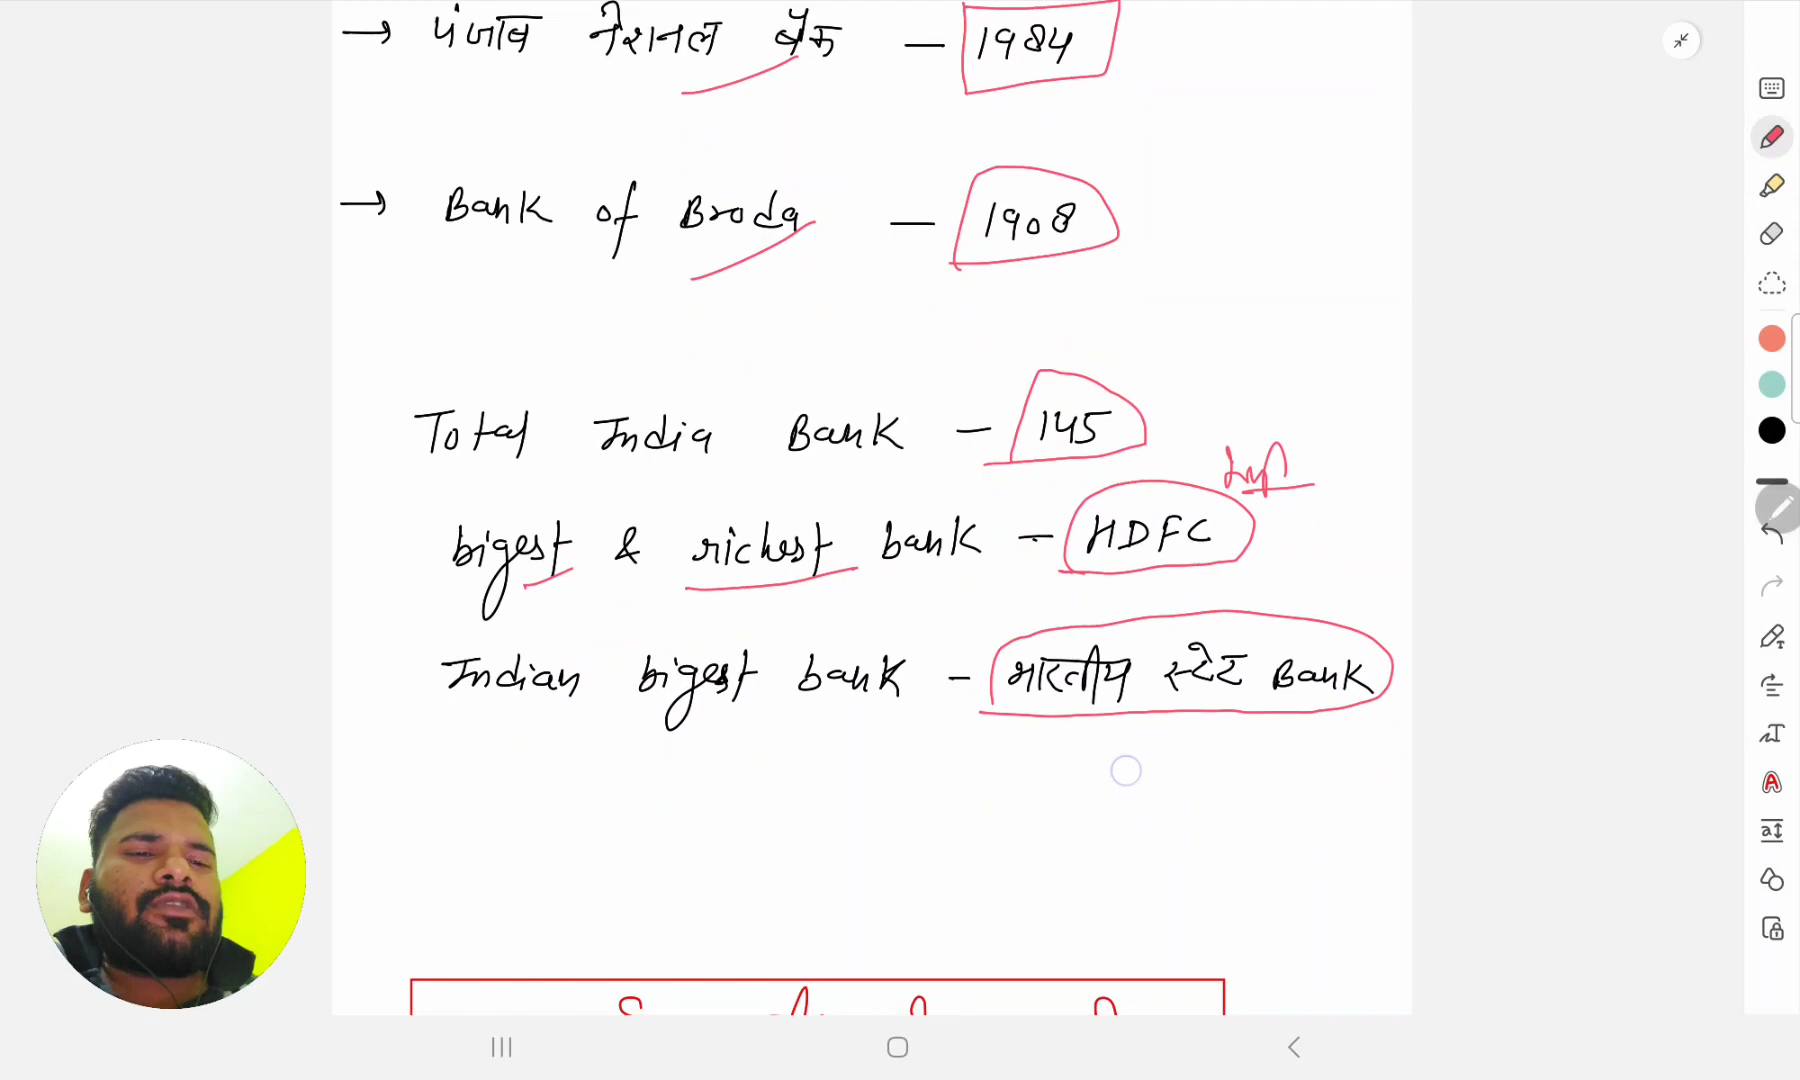 → पंजाब नेशनल बैंक — 1984
→ Bank of Broda — 1908
Total India Bank — 145
Imp
bigest & richest bank — HDFC
Indian bigest bank - भारतीय स्टेट Bank